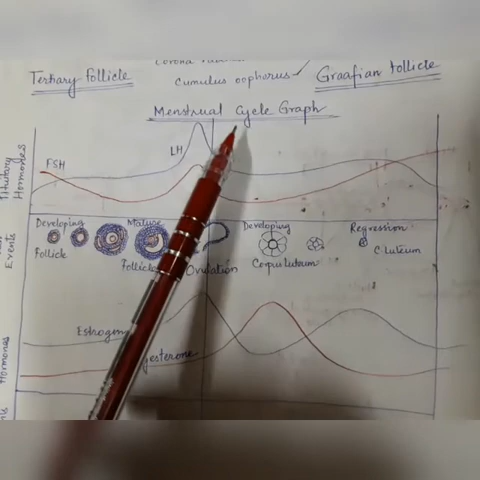 Cumulus oophorus
Tertiary Follicle
Graafian Follicle
Menstrual Cycle Graph
LH
FSH
Pituitary
Hormones
Developing
Mature
Developing
Regression
Follicle
Follicle
Ovulation
Corpus luteum
C. luteum
Events
Estrogen
gesterone
Hormones